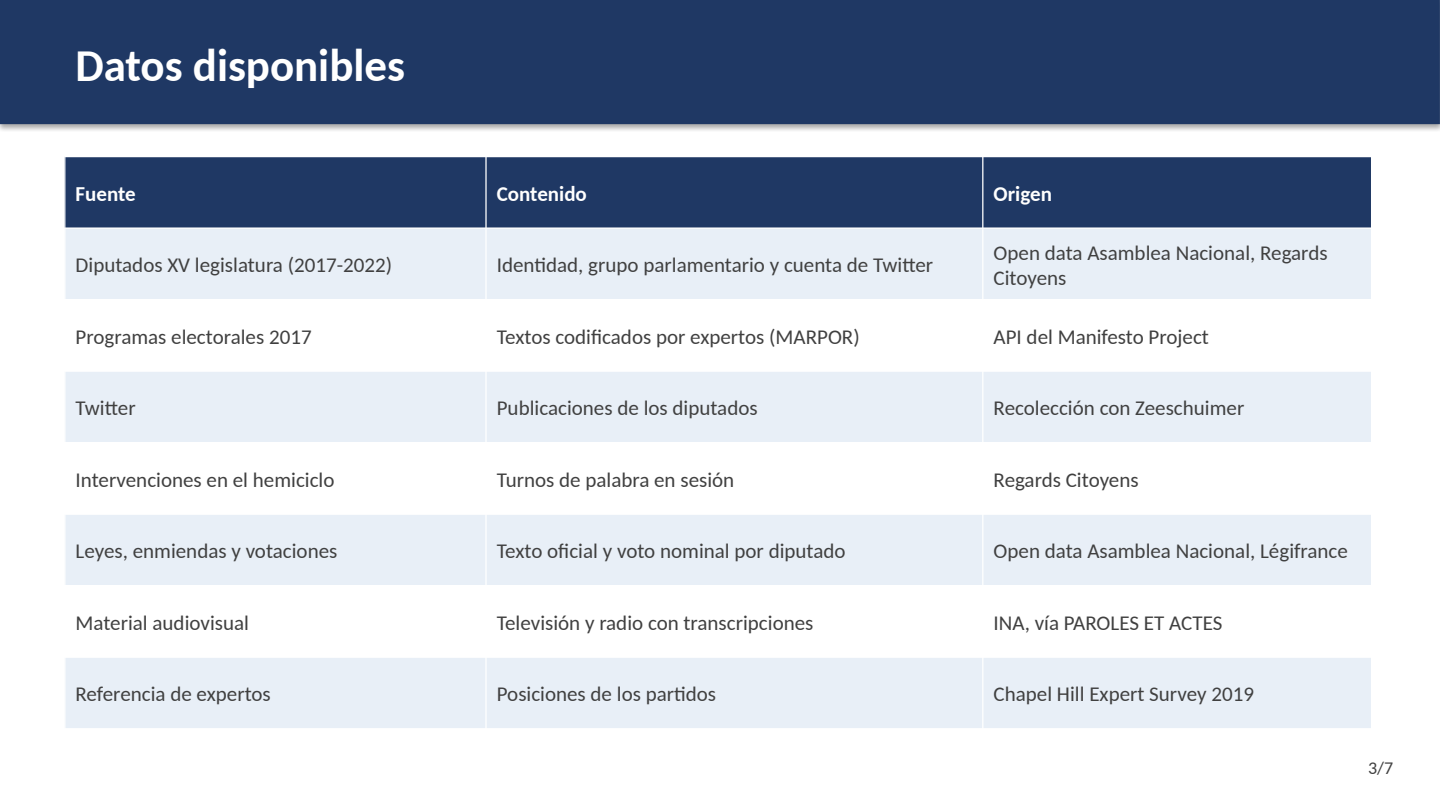 Datos disponibles
Fuente
Contenido
Origen
Diputados XV legislatura (2017-2022)
Identidad, grupo parlamentario y cuenta de Twitter
Open data Asamblea Nacional, Regards
Citoyens
Programas electorales 2017
Textos codificados por expertos (MARPOR)
API del Manifesto Project
Twitter
Publicaciones de los diputados
Recolección con Zeeschuimer
Intervenciones en el hemiciclo
Turnos de palabra en sesión
Regards Citoyens
Leyes, enmiendas y votaciones
Texto oficial y voto nominal por diputado
Open data Asamblea Nacional, Légifrance
Material audiovisual
Televisión y radio con transcripciones
INA, vía PAROLES ET ACTES
Referencia de expertos
Posiciones de los partidos
Chapel Hill Expert Survey 2019
3/7